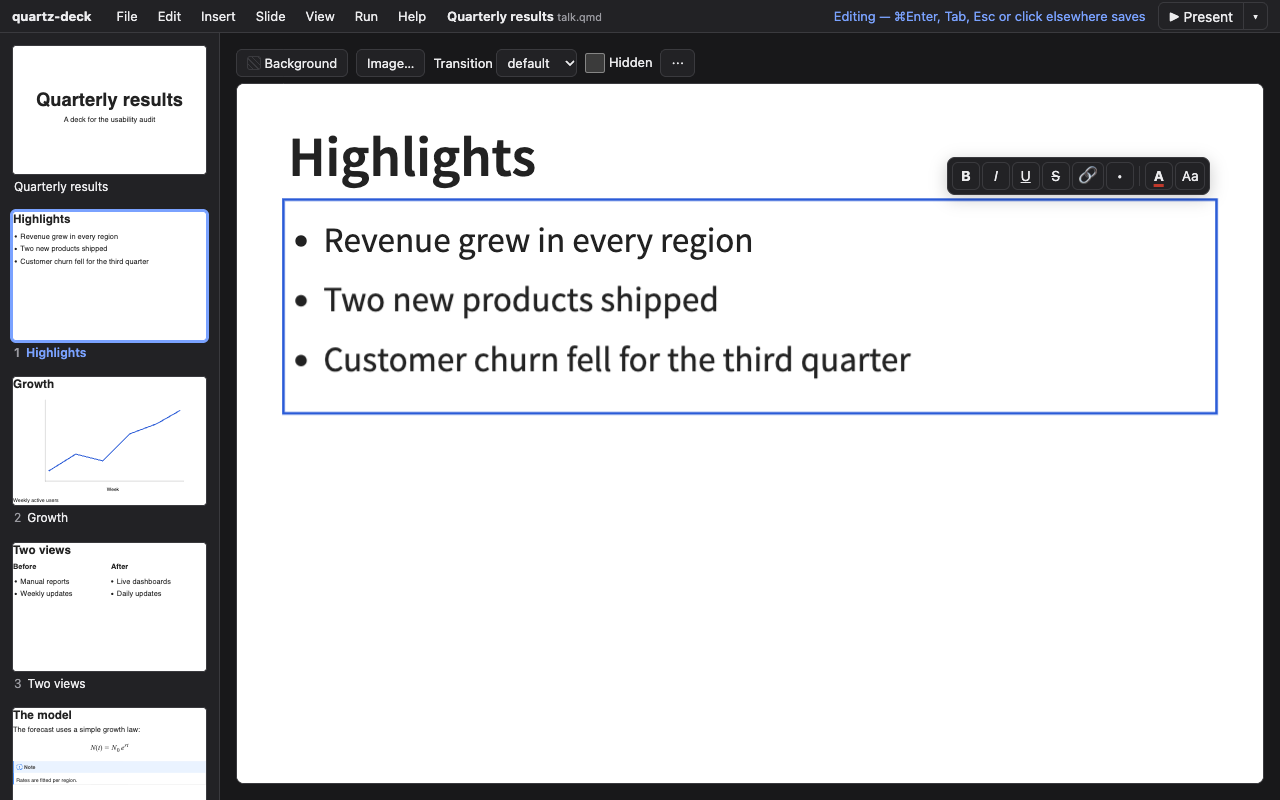 quartz-deck File Edit Insert Slide View Run Help Quarterly results talk.qmd Editing — ⌘Enter, Tab, Esc or click elsewhere saves ▶ Present ▾
Background Image... Transition default Hidden ···
Quarterly results
A deck for the usability audit
Quarterly results
Highlights
• Revenue grew in every region
• Two new products shipped
• Customer churn fell for the third quarter
1 Highlights
Growth
Week
Weekly active users
2 Growth
Two views
Before After
• Manual reports • Live dashboards
• Weekly updates • Daily updates
3 Two views
The model
The forecast uses a simple growth law:
N(t) = N₀ eʳᵗ
Note
Rates are fitted per region.
Highlights
B I U S • A Aa
• Revenue grew in every region
• Two new products shipped
• Customer churn fell for the third quarter